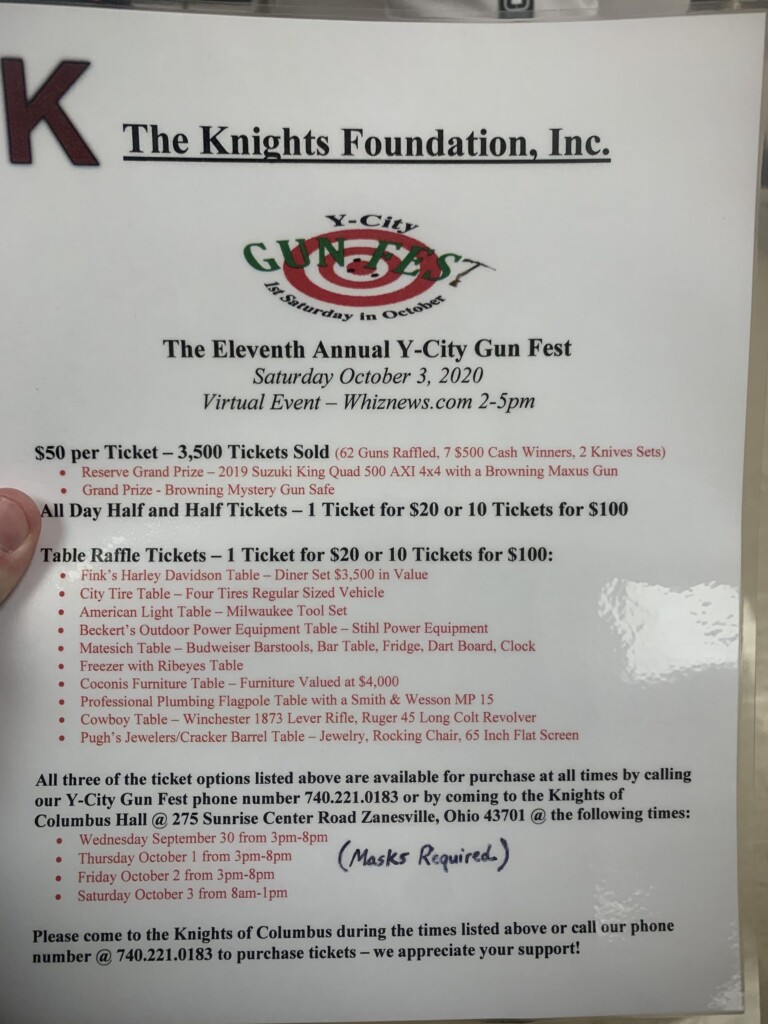 K
The Knights Foundation, Inc.
Y-City
GUN FEST
1st Saturday in October
The Eleventh Annual Y-City Gun Fest
Saturday October 3, 2020
Virtual Event – Whiznews.com 2-5pm
$50 per Ticket – 3,500 Tickets Sold (62 Guns Raffled, 7 $500 Cash Winners, 2 Knives Sets)
• Reserve Grand Prize – 2019 Suzuki King Quad 500 AXI 4x4 with a Browning Maxus Gun
• Grand Prize - Browning Mystery Gun Safe
All Day Half and Half Tickets – 1 Ticket for $20 or 10 Tickets for $100
Table Raffle Tickets – 1 Ticket for $20 or 10 Tickets for $100:
• Fink's Harley Davidson Table – Diner Set $3,500 in Value
• City Tire Table – Four Tires Regular Sized Vehicle
• American Light Table – Milwaukee Tool Set
• Beckert's Outdoor Power Equipment Table – Stihl Power Equipment
• Matesich Table – Budweiser Barstools, Bar Table, Fridge, Dart Board, Clock
• Freezer with Ribeyes Table
• Coconis Furniture Table – Furniture Valued at $4,000
• Professional Plumbing Flagpole Table with a Smith & Wesson MP 15
• Cowboy Table – Winchester 1873 Lever Rifle, Ruger 45 Long Colt Revolver
• Pugh's Jewelers/Cracker Barrel Table – Jewelry, Rocking Chair, 65 Inch Flat Screen
All three of the ticket options listed above are available for purchase at all times by calling
our Y-City Gun Fest phone number 740.221.0183 or by coming to the Knights of
Columbus Hall @ 275 Sunrise Center Road Zanesville, Ohio 43701 @ the following times:
• Wednesday September 30 from 3pm-8pm
• Thursday October 1 from 3pm-8pm (Masks Required)
• Friday October 2 from 3pm-8pm
• Saturday October 3 from 8am-1pm
Please come to the Knights of Columbus during the times listed above or call our phone
number @ 740.221.0183 to purchase tickets – we appreciate your support!